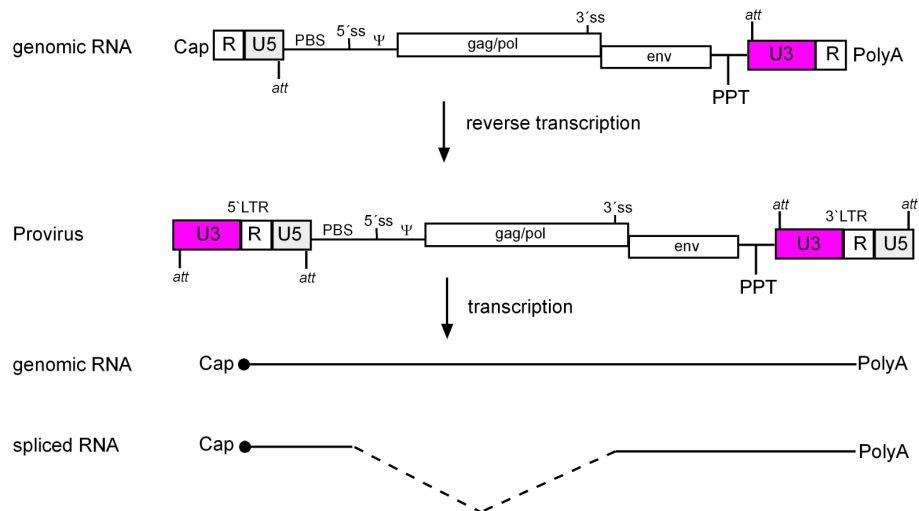 att
5´ss 3´ss
genomic RNA Cap R U5 PBS Ψ gag/pol env U3 R PolyA
att PPT
reverse transcription
5`LTR 3´ss att 3`LTR att
Provirus U3 R U5 PBS 5´ss Ψ gag/pol env U3 R U5
att att PPT
transcription
genomic RNA Cap PolyA
spliced RNA Cap PolyA